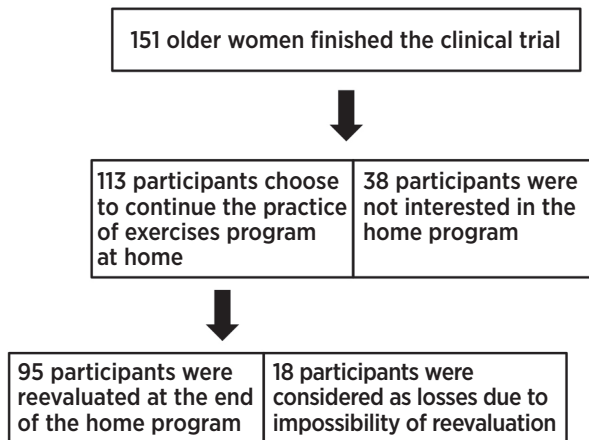 151 older women finished the clinical trial
113 participants choose
to continue the practice
of exercises program
at home
38 participants were
not interested in the
home program
95 participants were
reevaluated at the end
of the home program
18 participants were
considered as losses due to
impossibility of reevaluation